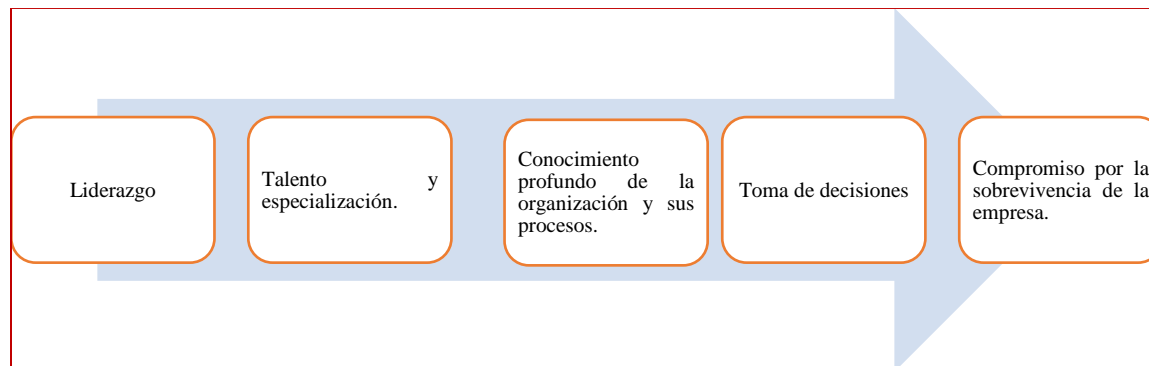 Liderazgo
Talento y
especialización.
Conocimiento
profundo de la
organización y sus
procesos.
Toma de decisiones
Compromiso por la
sobrevivencia de la
empresa.